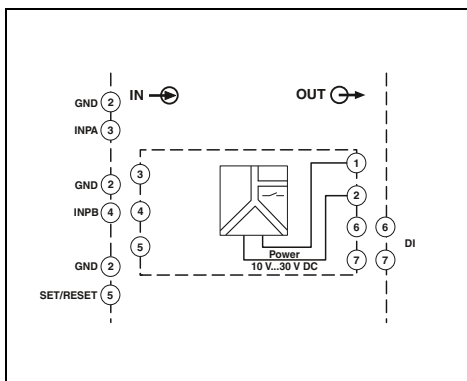 IN OUT
GND 2
INPA 3
3 1
GND 2 2
INPB 4 4
6 6 DI
5
Power
GND 2 7 7
10 V...30 V DC
SET/RESET 5